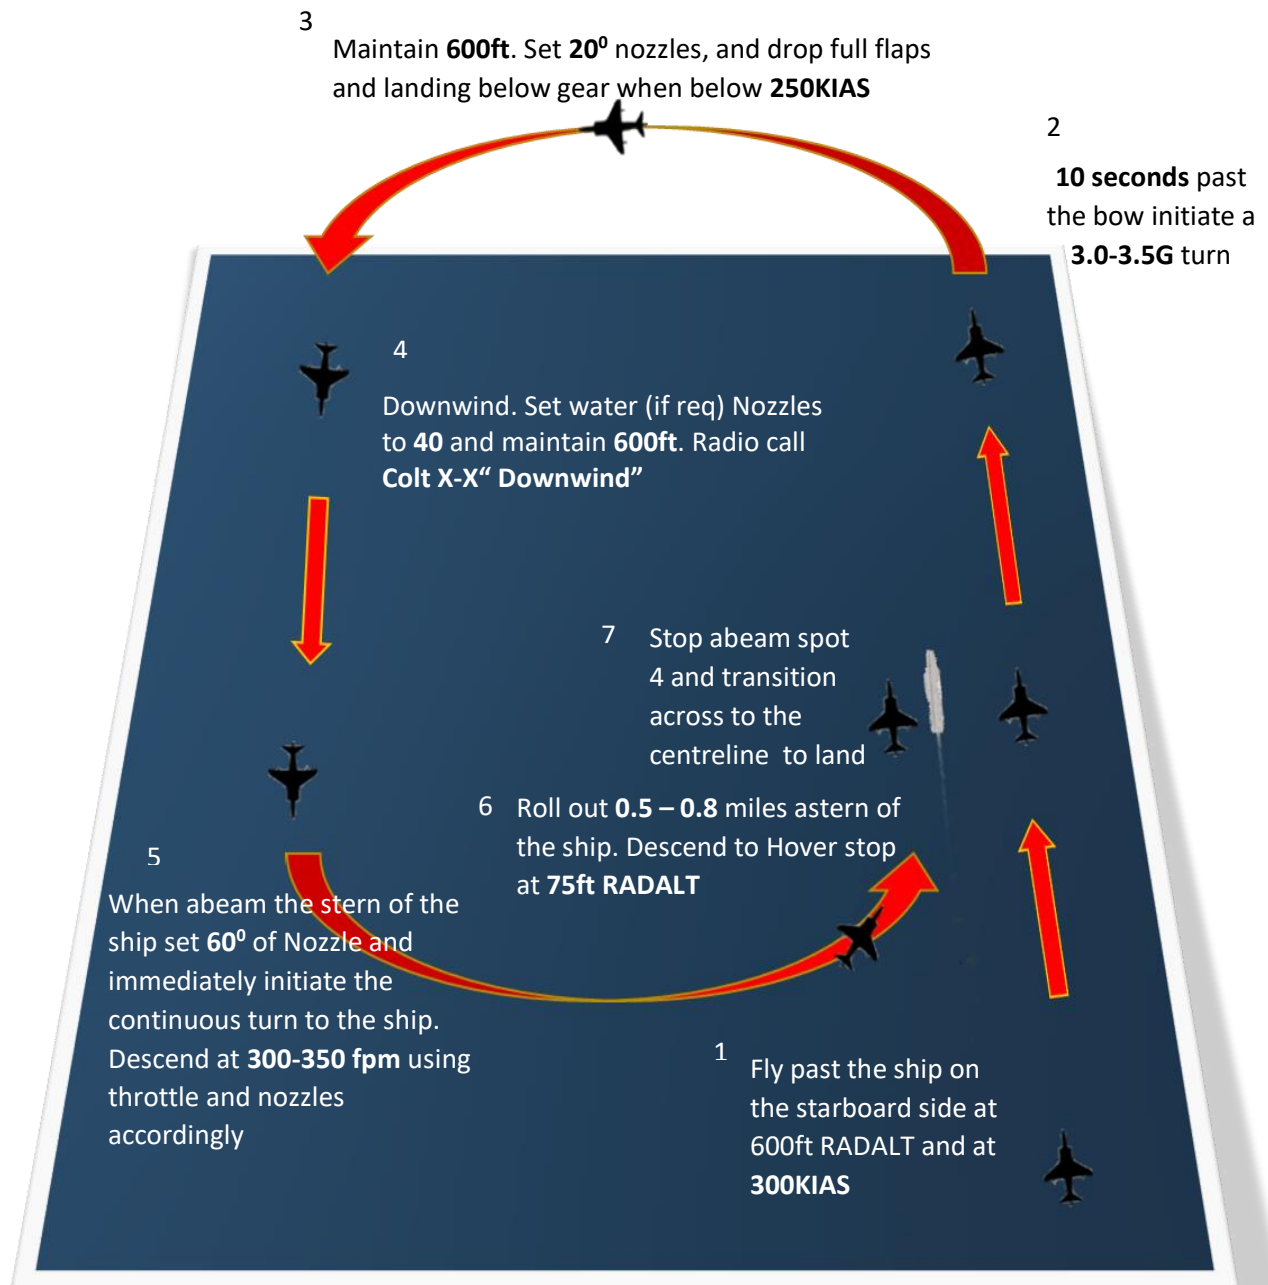 3
Maintain 600ft. Set 20⁰ nozzles, and drop full flaps
and landing below gear when below 250KIAS
2
10 seconds past
the bow initiate a
3.0-3.5G turn
4
Downwind. Set water (if req) Nozzles
to 40 and maintain 600ft. Radio call
Colt X-X“ Downwind”
7
Stop abeam spot
4 and transition
across to the
centreline to land
6
Roll out 0.5 – 0.8 miles astern of
the ship. Descend to Hover stop
at 75ft RADALT
5
When abeam the stern of the
ship set 60⁰ of Nozzle and
immediately initiate the
continuous turn to the ship.
Descend at 300-350 fpm using
throttle and nozzles
accordingly
1
Fly past the ship on
the starboard side at
600ft RADALT and at
300KIAS